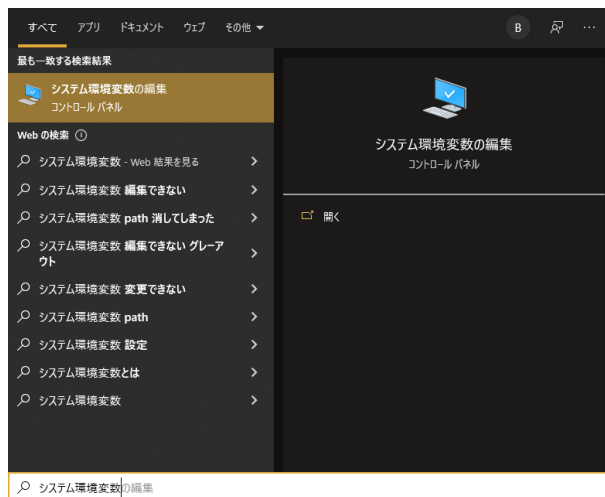 すべて アプリ ドキュメント ウェブ その他 ▼ B ···
最も一致する検索結果
システム環境変数の編集
コントロール パネル
Web の検索
システム環境変数 - Web 結果を見る
システム環境変数 編集できない
システム環境変数 path 消してしまった
システム環境変数 編集できない グレーア
ウト
システム環境変数 変更できない
システム環境変数 path
システム環境変数 設定
システム環境変数とは
システム環境変数
システム環境変数の編集
コントロール パネル
開く
システム環境変数の編集